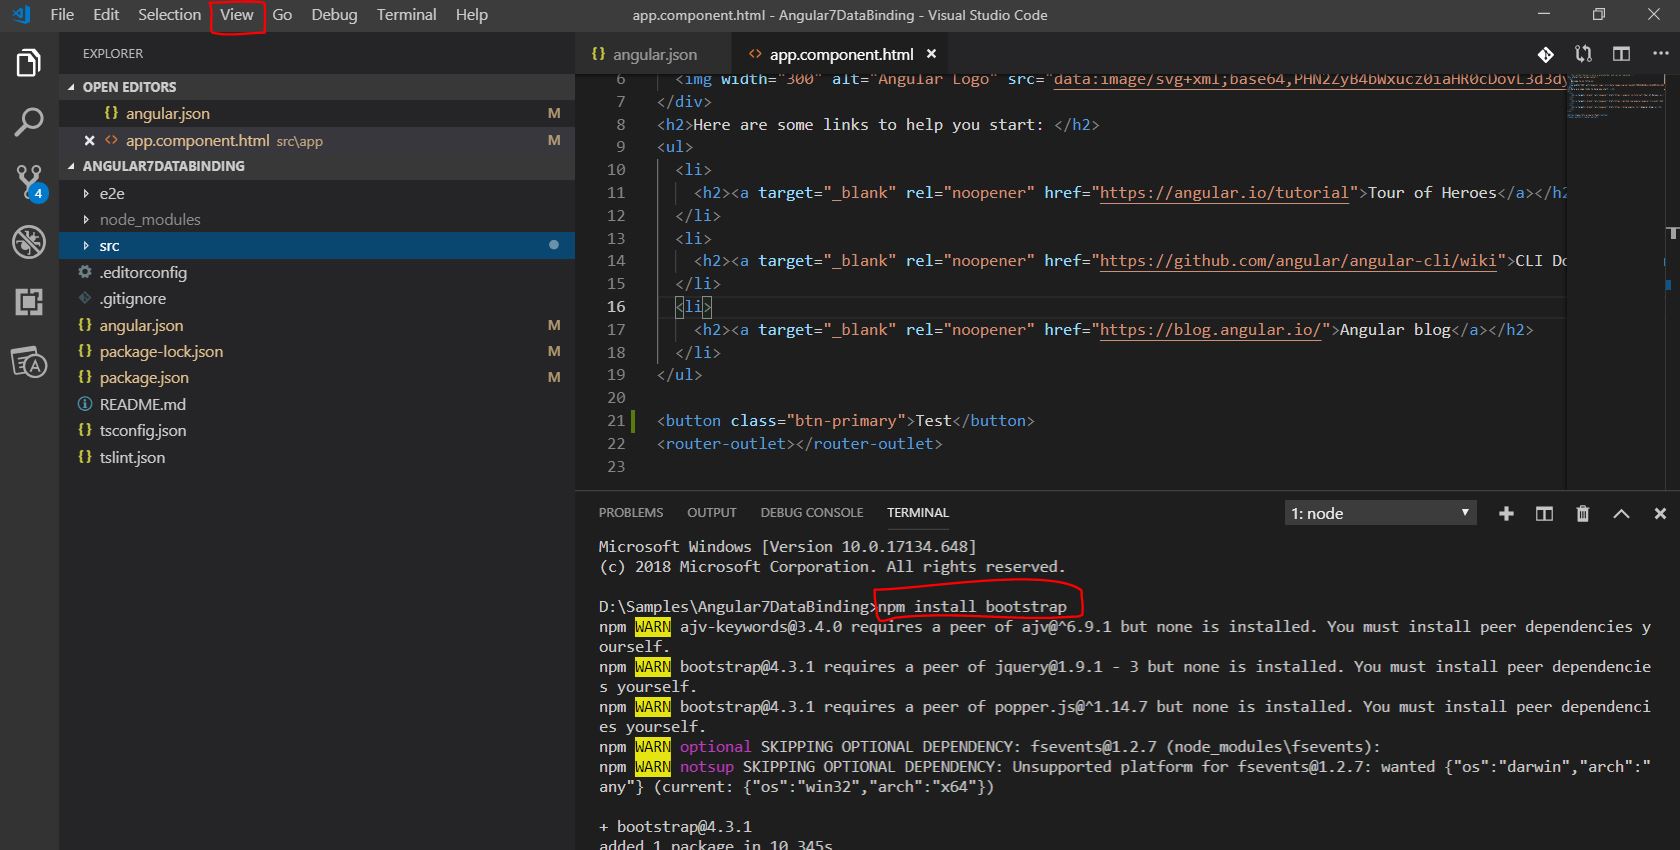 File Edit Selection View Go Debug Terminal Help
app.component.html - Angular7DataBinding - Visual Studio Code
EXPLORER
OPEN EDITORS
{} angular.json M
× <> app.component.html src\app M
ANGULAR7DATABINDING
e2e
node_modules
src
.editorconfig
.gitignore
{} angular.json M
{} package-lock.json M
{} package.json M
README.md
{} tsconfig.json
{} tslint.json
4
{} angular.json
<> app.component.html ×
6 <img width="300" alt="Angular Logo"
7 </div>
8 <h2>Here are some links to help you start: </h2>
9 <ul>
10 <li>
11 <h2><a target="_blank" rel="noopener" href="https://angular.io/tutorial">Tour of Heroes</a></h2
12 </li>
13 <li>
14 <h2><a target="_blank" rel="noopener" href="https://github.com/angular/angular-cli/wiki">CLI Do
15 </li>
16 <li>
17 <h2><a target="_blank" rel="noopener" href="https://blog.angular.io/">Angular blog</a></h2>
18 </li>
19 </ul>
20
21 <button class="btn-primary">Test</button>
22 <router-outlet></router-outlet>
23
PROBLEMS OUTPUT DEBUG CONSOLE TERMINAL
1: node
Microsoft Windows [Version 10.0.17134.648]
(c) 2018 Microsoft Corporation. All rights reserved.
D:\Samples\Angular7DataBinding>npm install bootstrap
npm WARN ajv-keywords@3.4.0 requires a peer of ajv@^6.9.1 but none is installed. You must install peer dependencies y
ourself.
npm WARN bootstrap@4.3.1 requires a peer of jquery@1.9.1 - 3 but none is installed. You must install peer dependencie
s yourself.
npm WARN bootstrap@4.3.1 requires a peer of popper.js@^1.14.7 but none is installed. You must install peer dependenci
es yourself.
npm WARN optional SKIPPING OPTIONAL DEPENDENCY: fsevents@1.2.7 (node_modules\fsevents):
npm WARN notsup SKIPPING OPTIONAL DEPENDENCY: Unsupported platform for fsevents@1.2.7: wanted {"os":"darwin","arch":"
any"} (current: {"os":"win32","arch":"x64"})
+ bootstrap@4.3.1
added 1 package in 10.345s